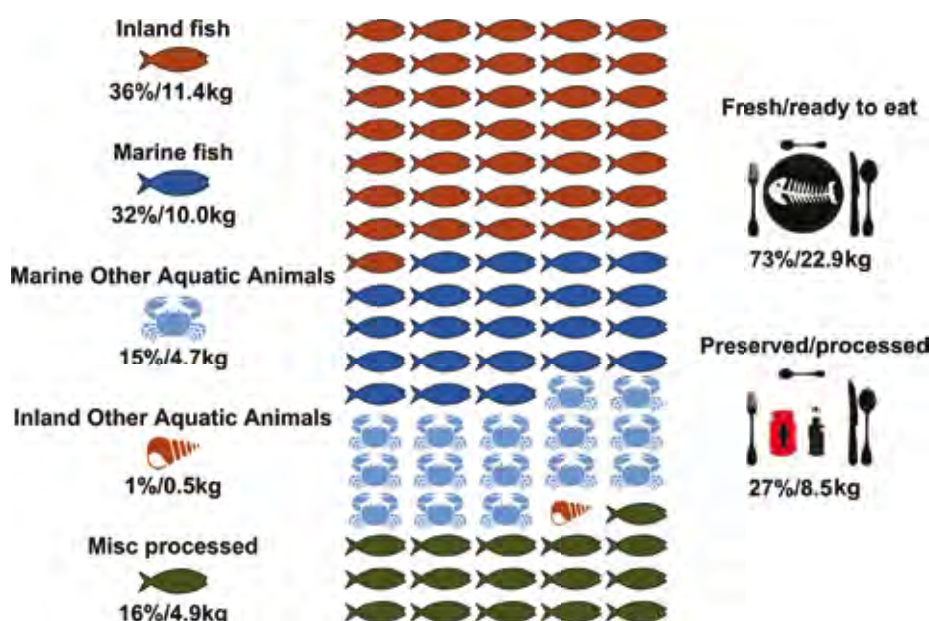 Inland fish
36%/11.4kg
Marine fish
32%/10.0kg
Marine Other Aquatic Animals
15%/4.7kg
Inland Other Aquatic Animals
1%/0.5kg
Misc processed
16%/4.9kg
Fresh/ready to eat
73%/22.9kg
Preserved/processed
27%/8.5kg